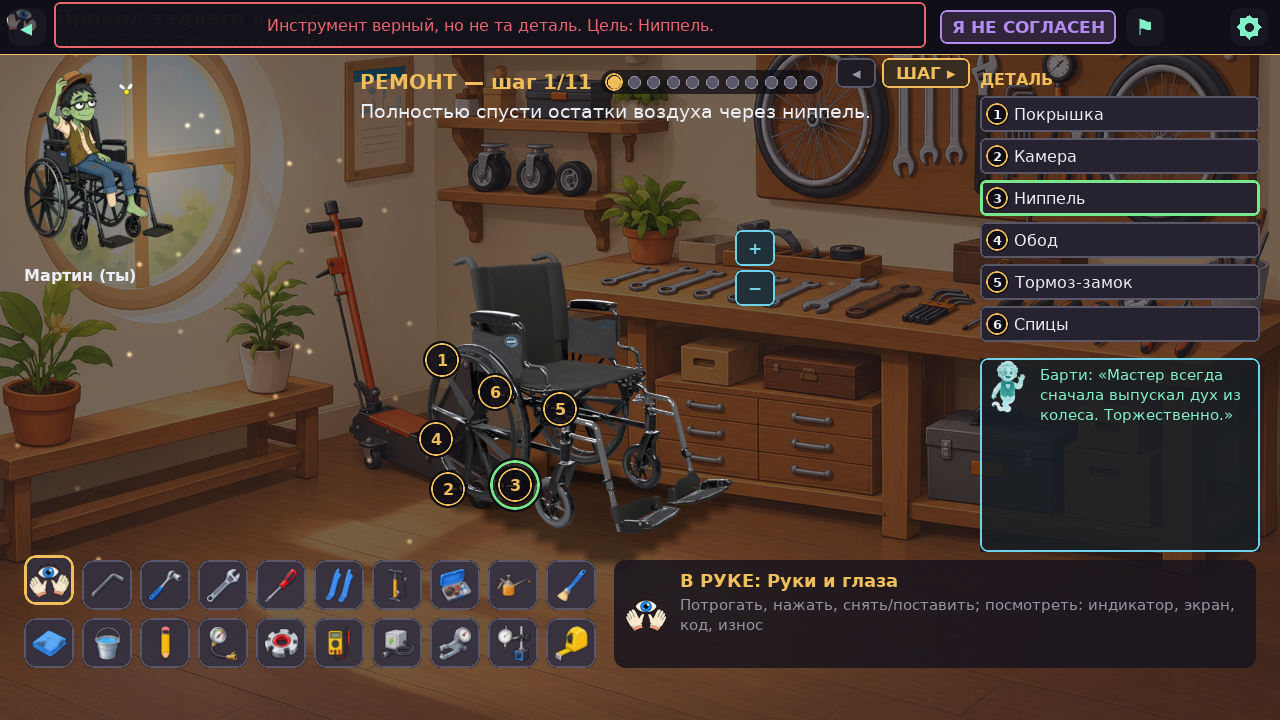 Прокол заднего
Инструмент верный, но не та деталь. Цель: Ниппель.
Я НЕ СОГЛАСЕН
РЕМОНТ — шаг 1/11
ШАГ ▸
Полностью спусти остатки воздуха через ниппель.
ДЕТАЛЬ
1 Покрышка
2 Камера
3 Ниппель
4 Обод
5 Тормоз-замок
6 Спицы
Мартин (ты)
+
−
1
6
5
4
2
3
Барти: «Мастер всегда
сначала выпускал дух из
колеса. Торжественно.»
В РУКЕ: Руки и глаза
Потрогать, нажать, снять/поставить; посмотреть: индикатор, экран,
код, износ